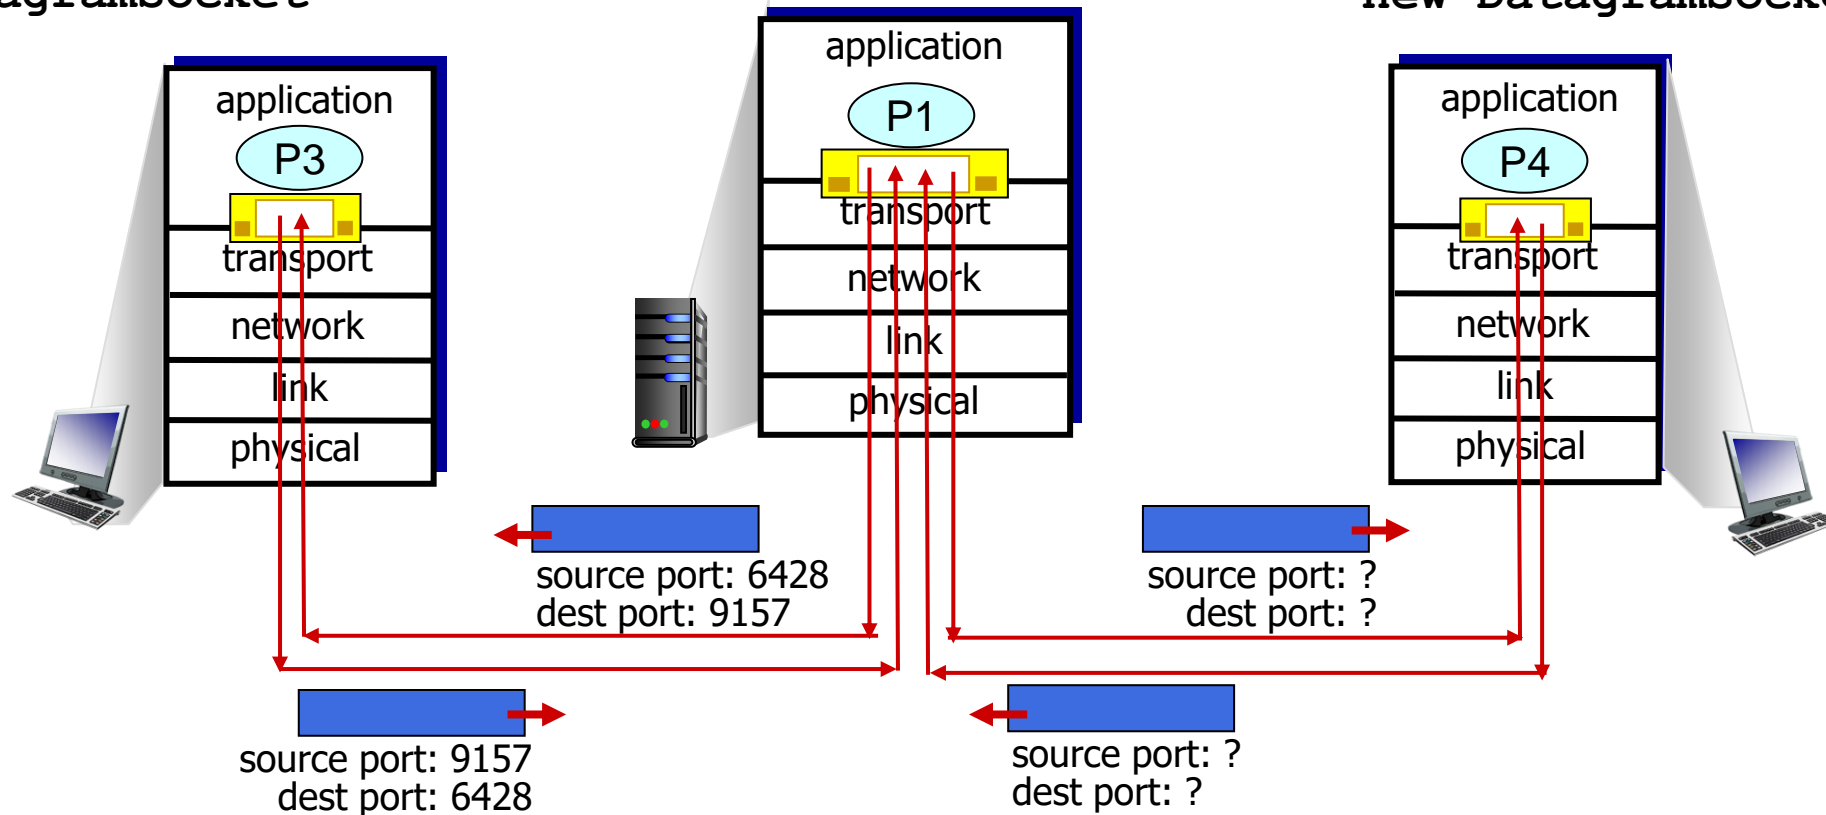 application
P3
transport
network
link
physical
application
P1
transport
network
link
physical
application
P4
transport
network
link
physical
source port: 6428
dest port: 9157
source port: ?
dest port: ?
source port: 9157
dest port: 6428
source port: ?
dest port: ?